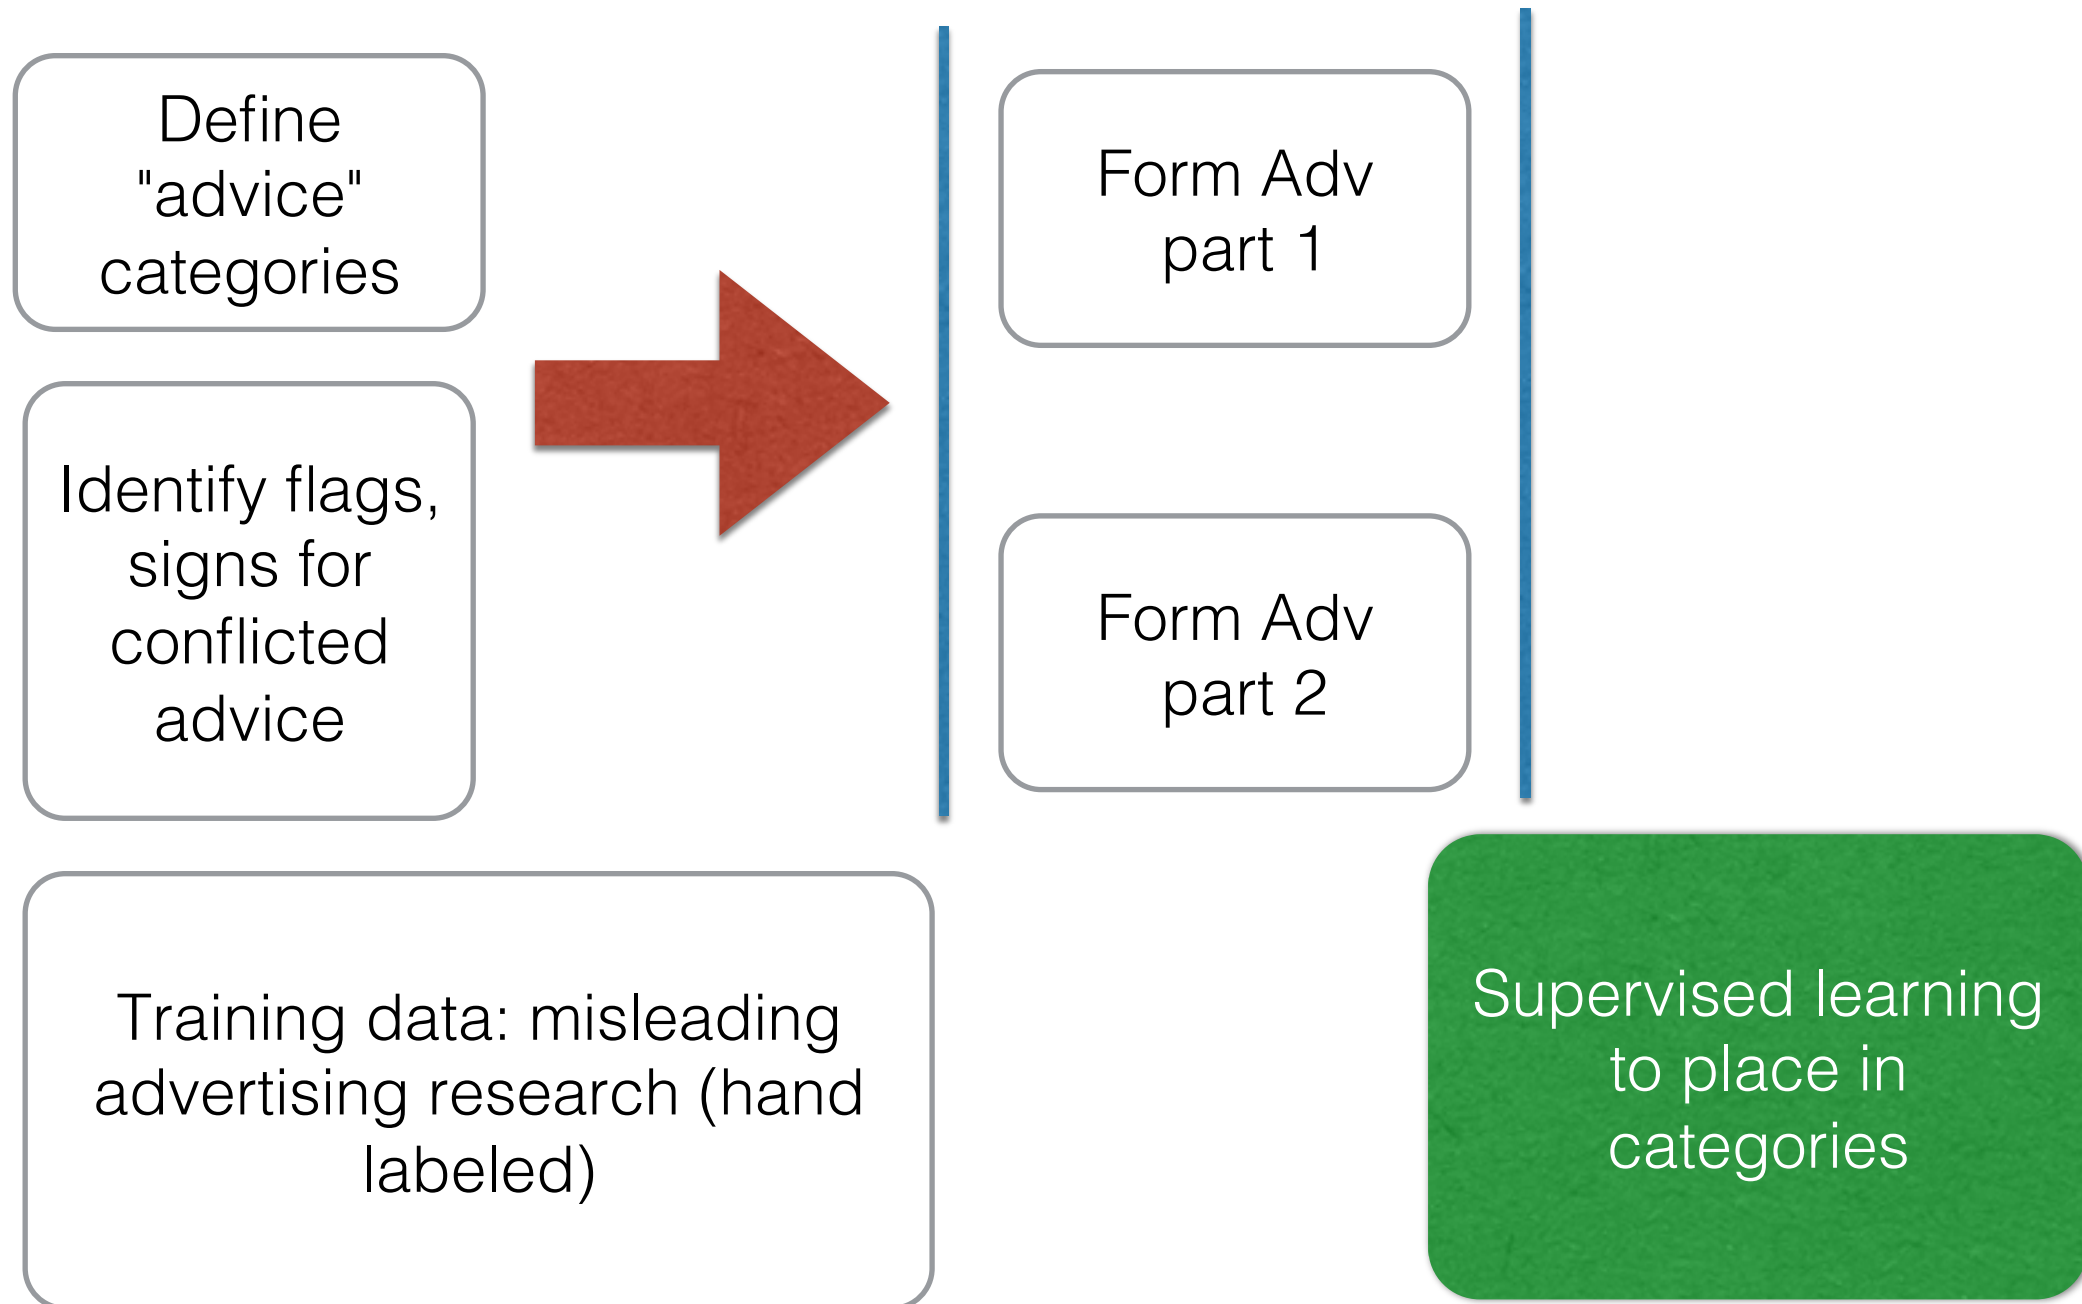 Define
"advice"
categories
Identify flags,
signs for
conflicted
advice
Training data: misleading
advertising research (hand
labeled)
Form Adv
part 1
Form Adv
part 2
Supervised learning
to place in
categories